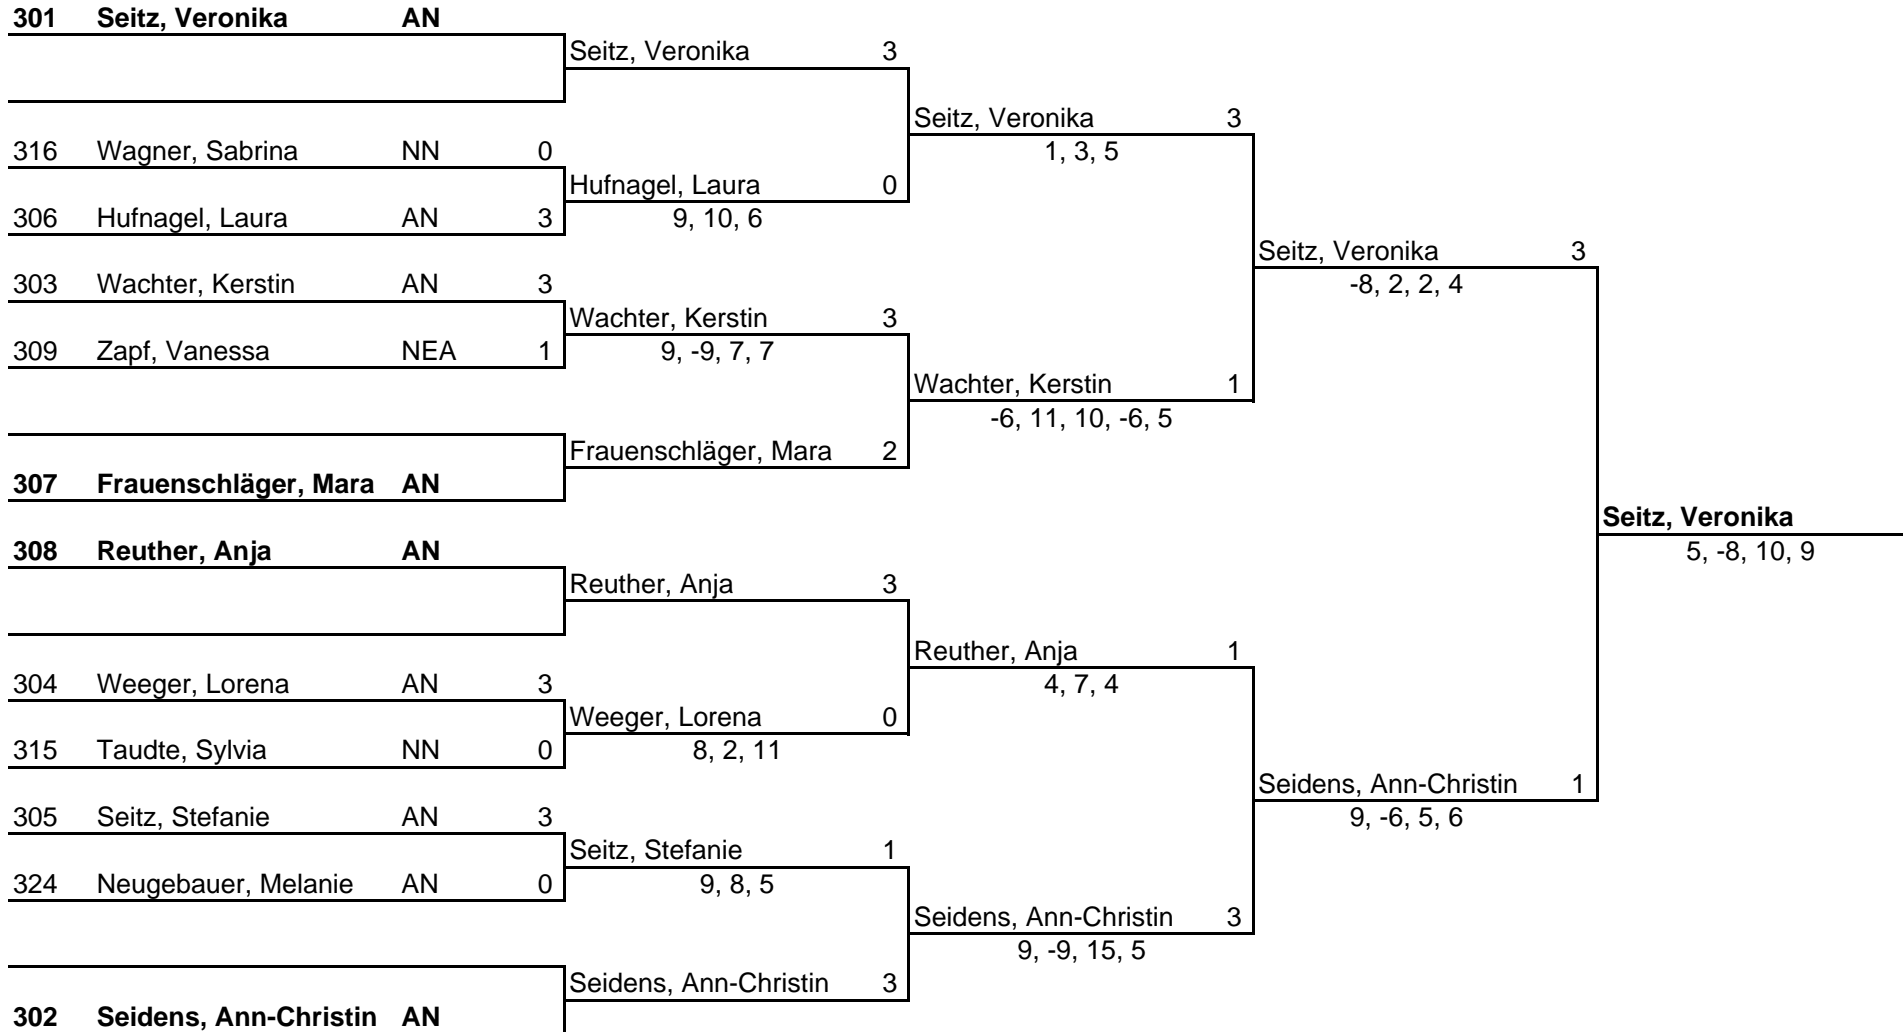 301 Seitz, Veronika AN
Seitz, Veronika 3
Seitz, Veronika 3
316 Wagner, Sabrina NN 0
1, 3, 5
Hufnagel, Laura 0
306 Hufnagel, Laura AN 3
9, 10, 6
Seitz, Veronika 3
303 Wachter, Kerstin AN 3
-8, 2, 2, 4
Wachter, Kerstin 3
309 Zapf, Vanessa NEA 1
9, -9, 7, 7
Wachter, Kerstin 1
-6, 11, 10, -6, 5
Frauenschläger, Mara 2
307 Frauenschläger, Mara AN
Seitz, Veronika
308 Reuther, Anja AN
5, -8, 10, 9
Reuther, Anja 3
Reuther, Anja 1
304 Weeger, Lorena AN 3
4, 7, 4
Weeger, Lorena 0
315 Taudte, Sylvia NN 0
8, 2, 11
Seidens, Ann-Christin 1
305 Seitz, Stefanie AN 3
9, -6, 5, 6
Seitz, Stefanie 1
324 Neugebauer, Melanie AN 0
9, 8, 5
Seidens, Ann-Christin 3
9, -9, 15, 5
Seidens, Ann-Christin 3
302 Seidens, Ann-Christin AN